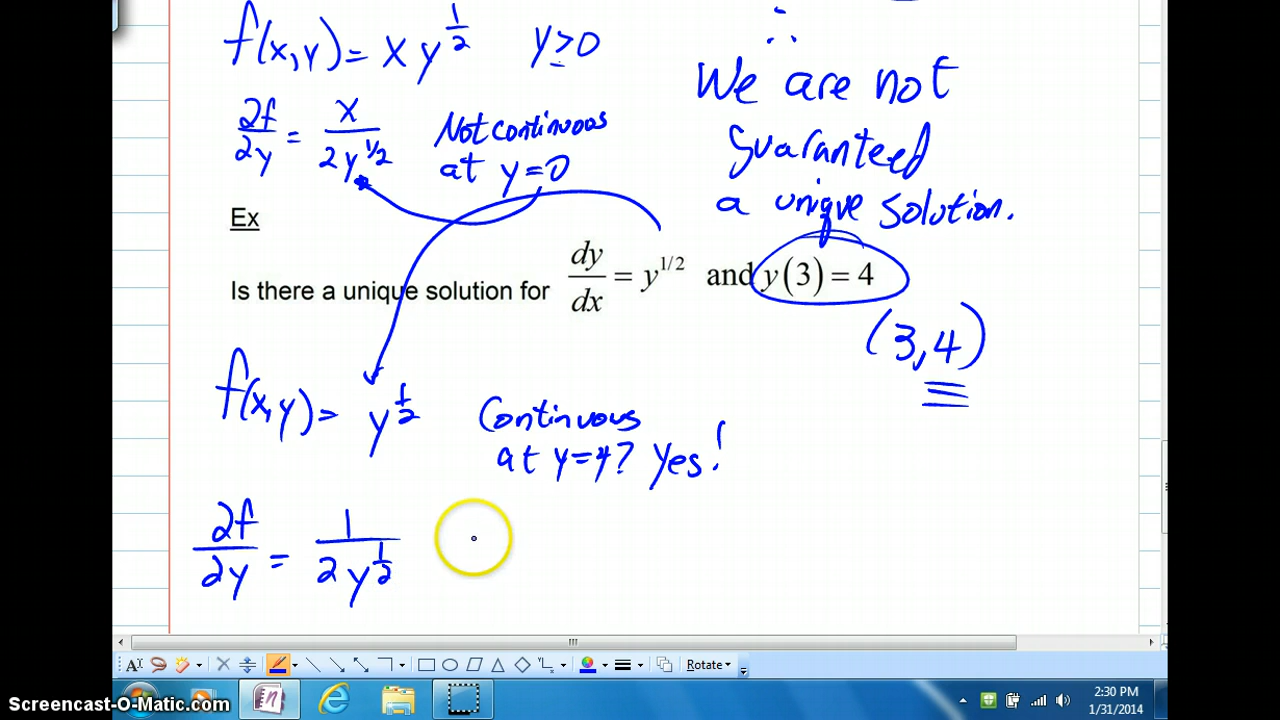 f(x,y) = x y^{1/2} y ≥ 0
∂f/∂y = x/(2y^{1/2}) Not continuous
at y=0
∴
We are not
guaranteed
a unique solution.
Ex
Is there a unique solution for dy/dx = y^{1/2} and y(3) = 4
(3,4)
f(x,y) = y^{1/2} Continuous
at y=4? Yes!
∂f/∂y = 1/(2y^{1/2})
A
Rotate
SCREENCAST-O-MATIC.com
2:30 PM
1/31/2014